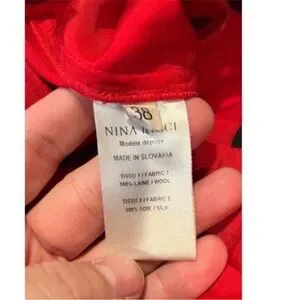 38
NINA RICCI
Modèle déposé
MADE IN SLOVAKIA
TISSU 1 / FABRIC 1
100% LAINE / WOOL
TISSU 2 / FABRIC 2
100% SOIE / SILK